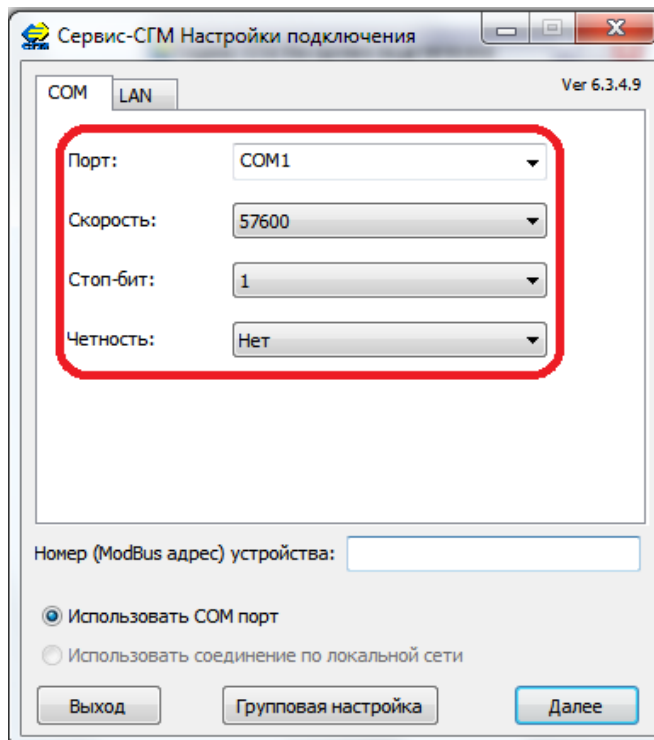 Сервис-СГМ Настройки подключения
COM LAN
Ver 6.3.4.9
Порт: COM1
Скорость: 57600
Стоп-бит: 1
Четность: Нет
Номер (ModBus адрес) устройства:
Использовать COM порт
Использовать соединение по локальной сети
Выход Групповая настройка Далее